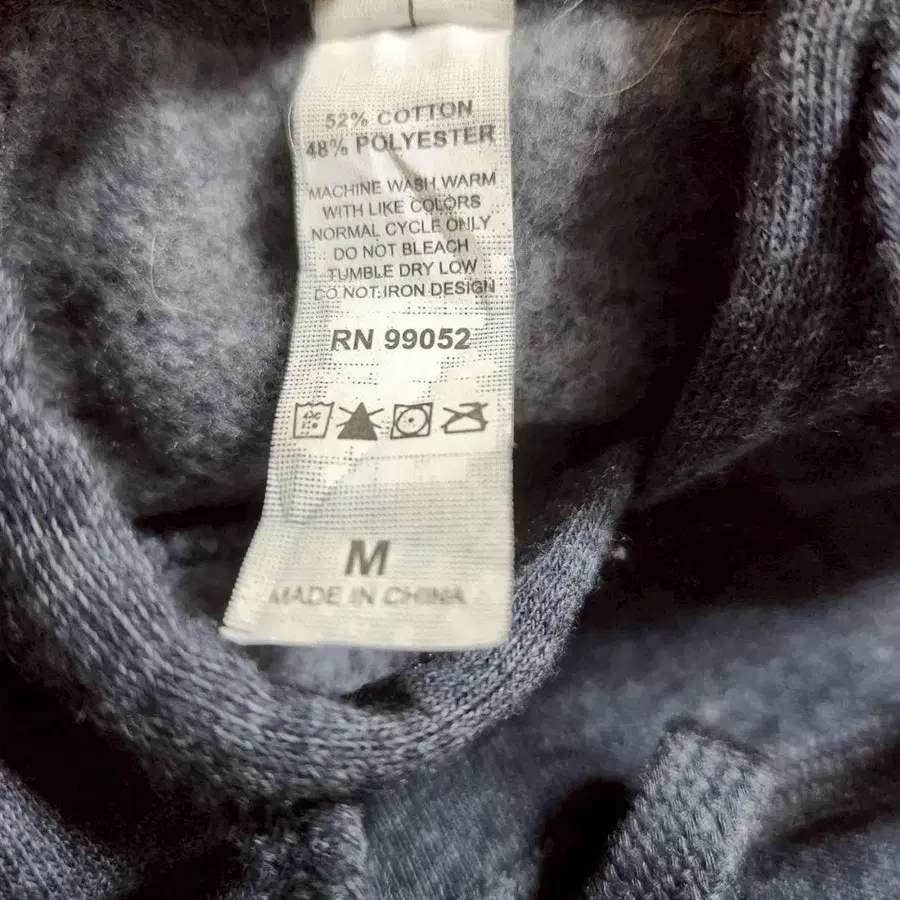 52% COTTON
48% POLYESTER
MACHINE WASH WARM
WITH LIKE COLORS
NORMAL CYCLE ONLY
DO NOT BLEACH
TUMBLE DRY LOW
DO NOT IRON DESIGN
RN 99052
M
MADE IN CHINA